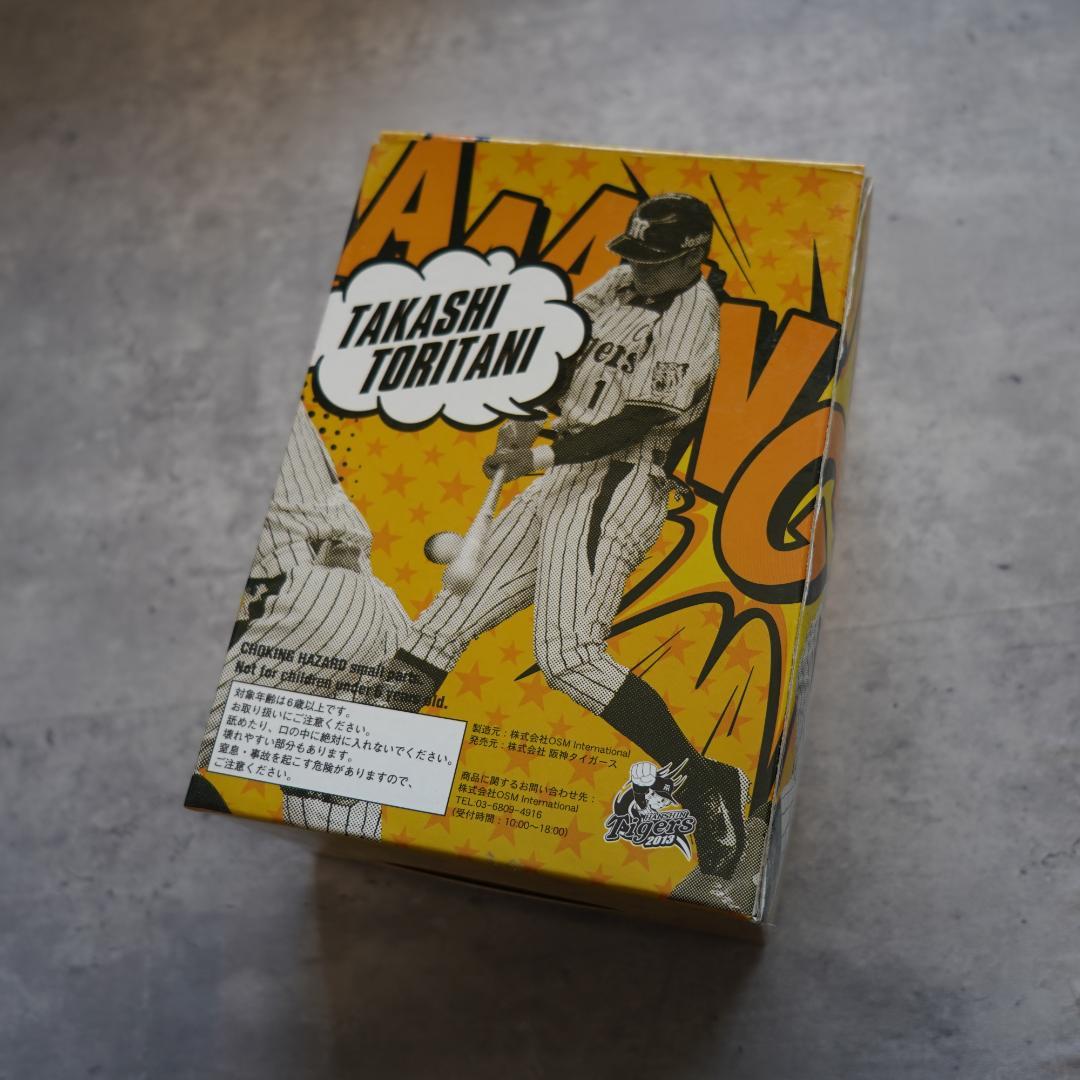 TAKASHI
TORITANI
gers
1
CHOKING HAZARD small parts.
Not for children under 6 years old.
対象年齢は6歳以上です。
お取り扱いにご注意ください。
舐めたり、口の中に絶対に入れないでください。
壊れやすい部分もあります。
窒息・事故を起こす危険がありますので、
ご注意ください。
製造元：株式会社OSM International
発売元：株式会社 阪神タイガース
商品に関するお問い合わせ先：
株式会社OSM International
TEL:03-6809-4916
(受付時間：10:00〜18:00)
HANSHIN
Tigers
2013